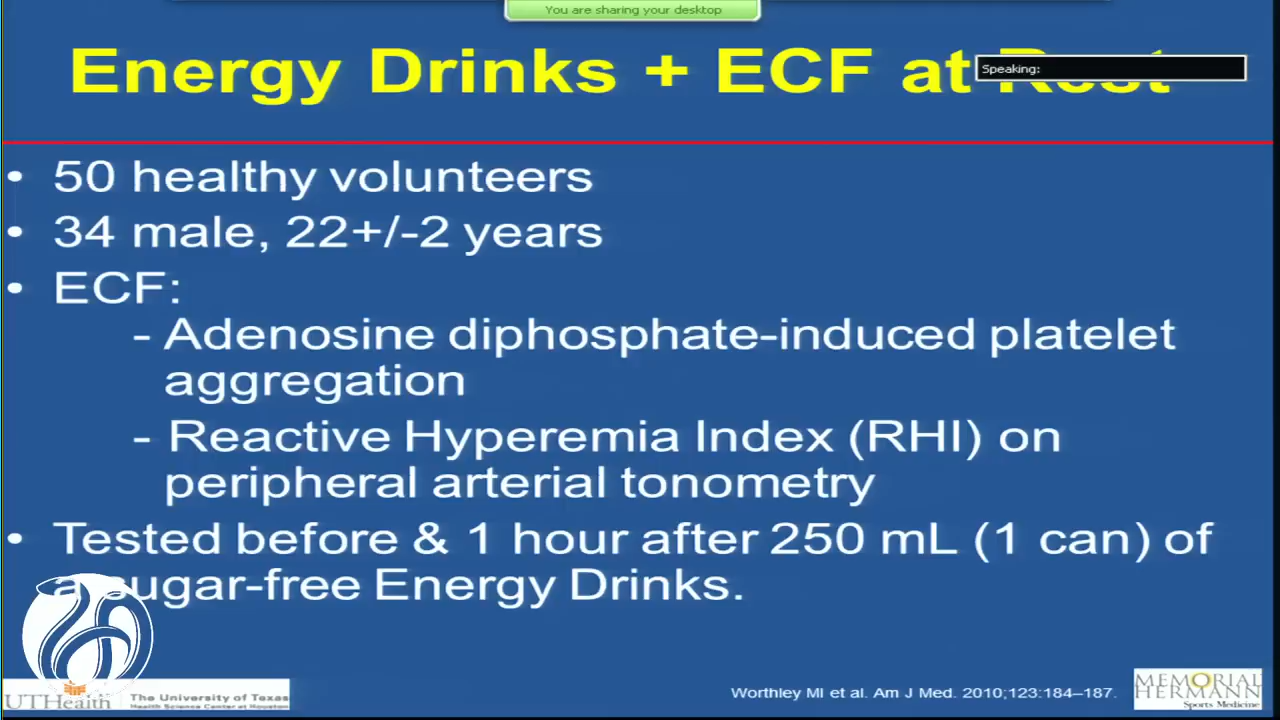 You are sharing your desktop
Energy Drinks + ECF at Rest
Speaking:
• 50 healthy volunteers
• 34 male, 22+/-2 years
• ECF:
- Adenosine diphosphate-induced platelet
aggregation
- Reactive Hyperemia Index (RHI) on
peripheral arterial tonometry
• Tested before & 1 hour after 250 mL (1 can) of
a sugar-free Energy Drinks.
UTHealth
The University of Texas
Health Science Center at Houston
Worthley MI et al. Am J Med. 2010;123:184–187.
MEMORIAL
HERMANN
Sports Medicine